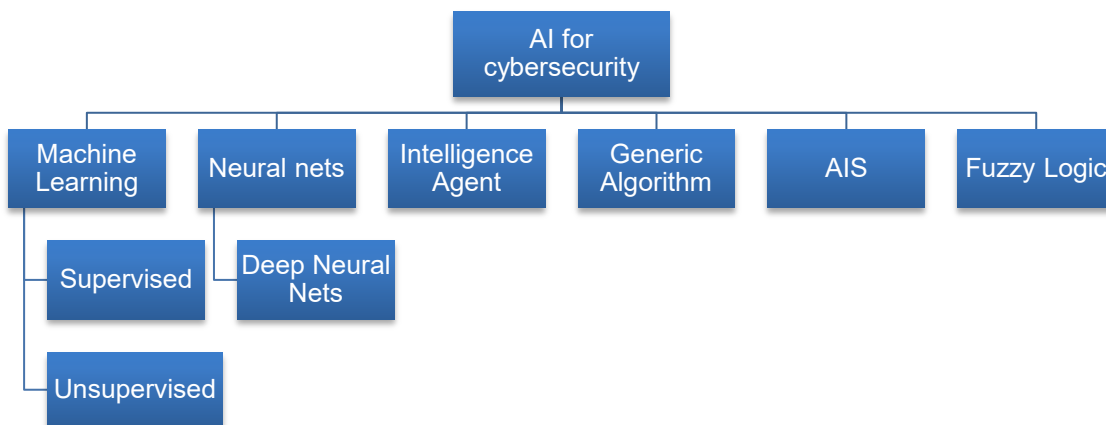 AI for
cybersecurity
Machine
Learning
Neural nets
Intelligence
Agent
Generic
Algorithm
AIS
Fuzzy Logic
Supervised
Deep Neural
Nets
Unsupervised